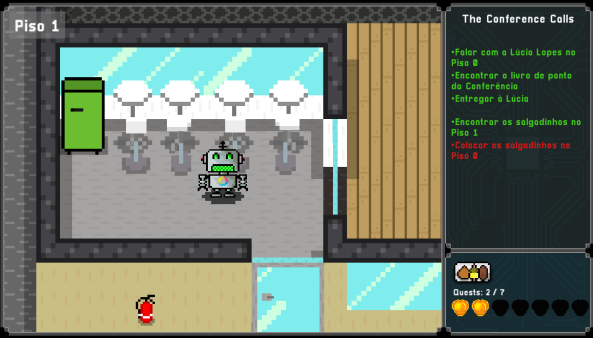 Piso 1
The Conference Calls
•Falar com o Lúcio Lopes no
Piso 0
•Encontrar o livro de ponto
da Conferência
•Entregar à Lúcia
•Encontrar os salgadinhos no
Piso 1
•Colocar os salgadinhos no
Piso 0
Quests: 2 / 7